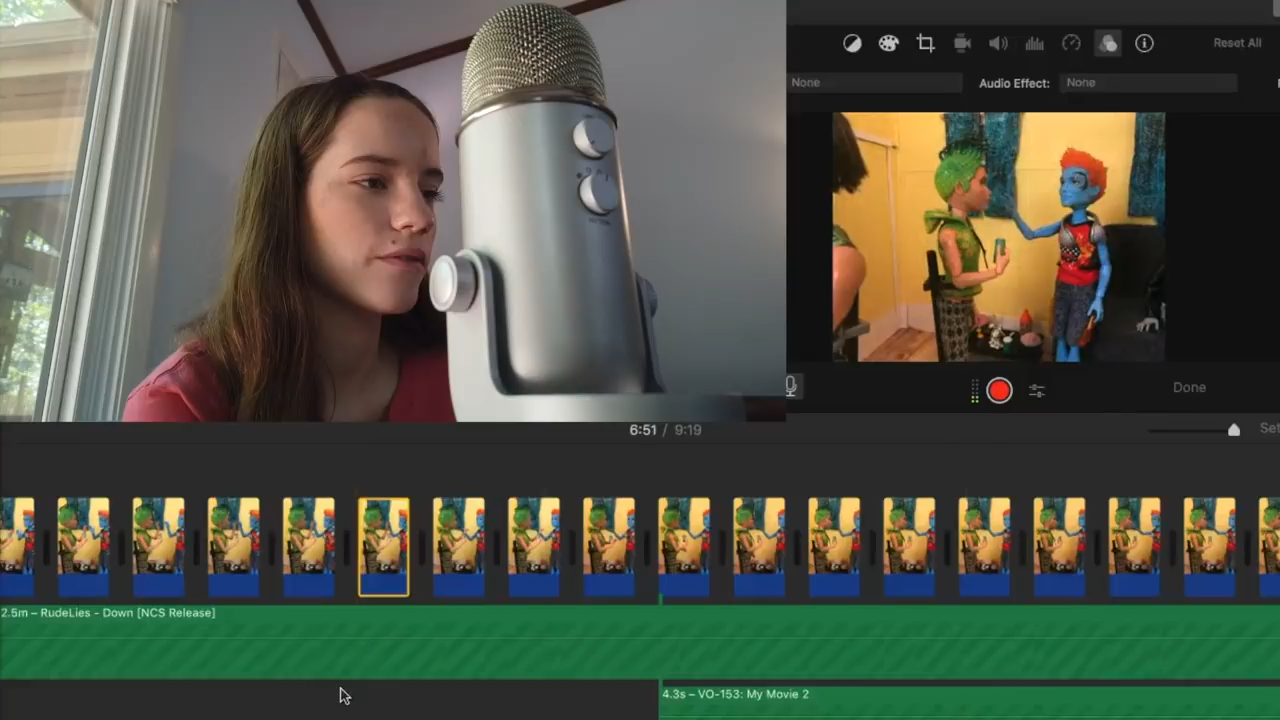 Reset All
None
Audio Effect:
None
Done
6:51 / 9:19
Set
2.5m – RudeLies - Down [NCS Release]
4.3s – VO-153: My Movie 2